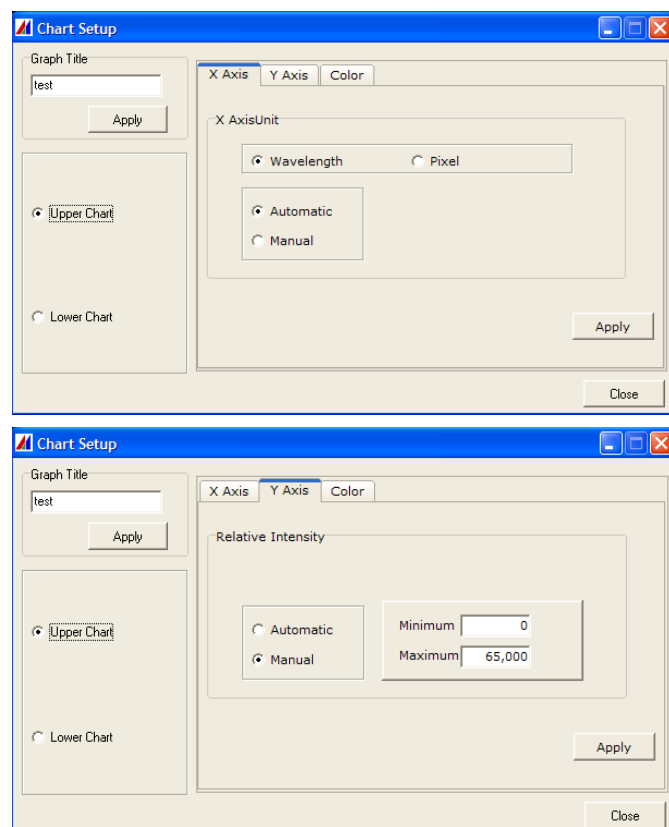 Chart Setup
Graph Title
test
Apply
Upper Chart
Lower Chart
X Axis Y Axis Color
X AxisUnit
Wavelength Pixel
Automatic
Manual
Apply
Close
Chart Setup
Graph Title
test
Apply
Upper Chart
Lower Chart
X Axis Y Axis Color
Relative Intensity
Automatic
Manual
Minimum 0
Maximum 65,000
Apply
Close